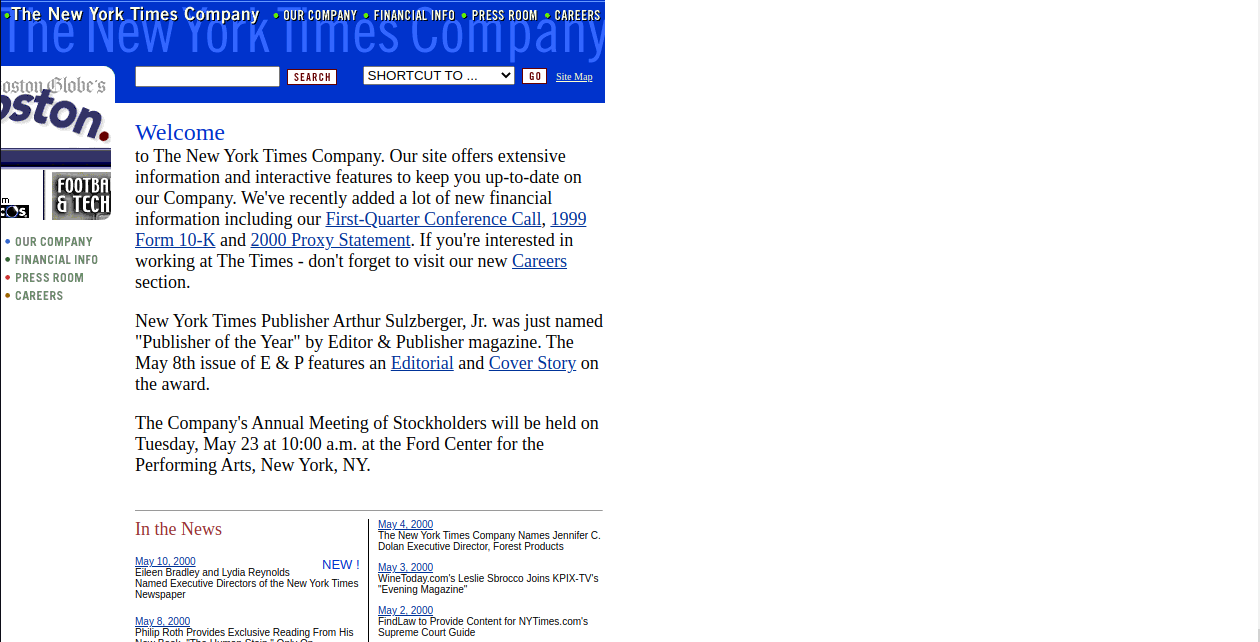 The New York Times Company
OUR COMPANY
FINANCIAL INFO
PRESS ROOM
CAREERS
The New York Times Company
SEARCH
SHORTCUT TO ...
GO
Site Map
oston Globe's
oston.
m
FOOTBA
& TECH
OUR COMPANY
FINANCIAL INFO
PRESS ROOM
CAREERS
Welcome
to The New York Times Company. Our site offers extensive
information and interactive features to keep you up-to-date on
our Company. We've recently added a lot of new financial
information including our First-Quarter Conference Call, 1999
Form 10-K and 2000 Proxy Statement. If you're interested in
working at The Times - don't forget to visit our new Careers
section.
New York Times Publisher Arthur Sulzberger, Jr. was just named
"Publisher of the Year" by Editor & Publisher magazine. The
May 8th issue of E & P features an Editorial and Cover Story on
the award.
The Company's Annual Meeting of Stockholders will be held on
Tuesday, May 23 at 10:00 a.m. at the Ford Center for the
Performing Arts, New York, NY.
In the News
May 10, 2000
NEW !
Eileen Bradley and Lydia Reynolds
Named Executive Directors of the New York Times
Newspaper
May 8, 2000
Philip Roth Provides Exclusive Reading From His
New Book, "The Human Stain," Only On
May 4, 2000
The New York Times Company Names Jennifer C.
Dolan Executive Director, Forest Products
May 3, 2000
WineToday.com's Leslie Sbrocco Joins KPIX-TV's
"Evening Magazine"
May 2, 2000
FindLaw to Provide Content for NYTimes.com's
Supreme Court Guide